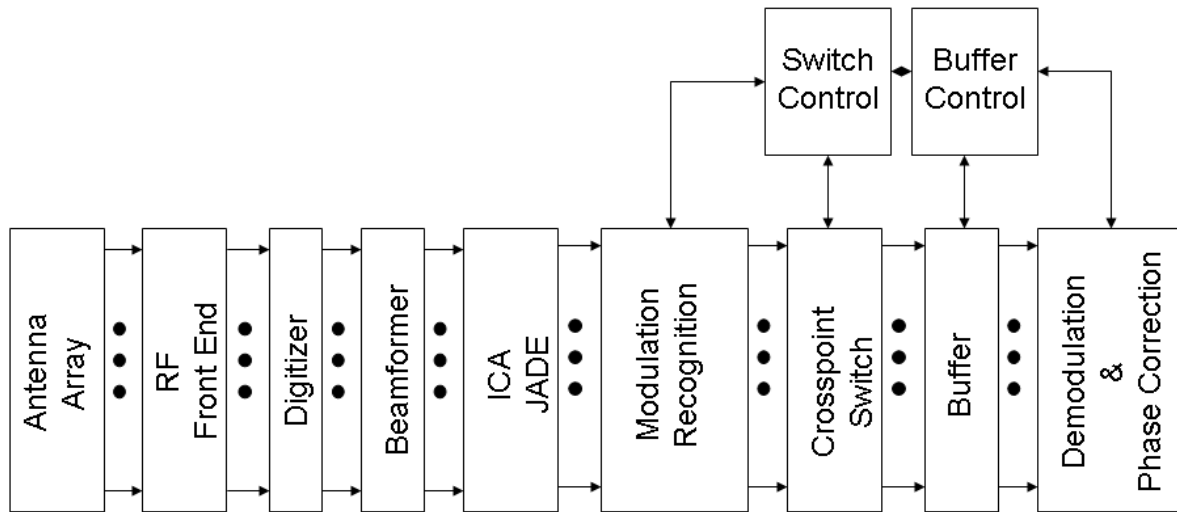 Switch
Control
Buffer
Control
Antenna
Array
RF
Front End
Digitizer
Beamformer
ICA
JADE
Modulation
Recognition
Crosspoint
Switch
Buffer
Demodulation
&
Phase Correction